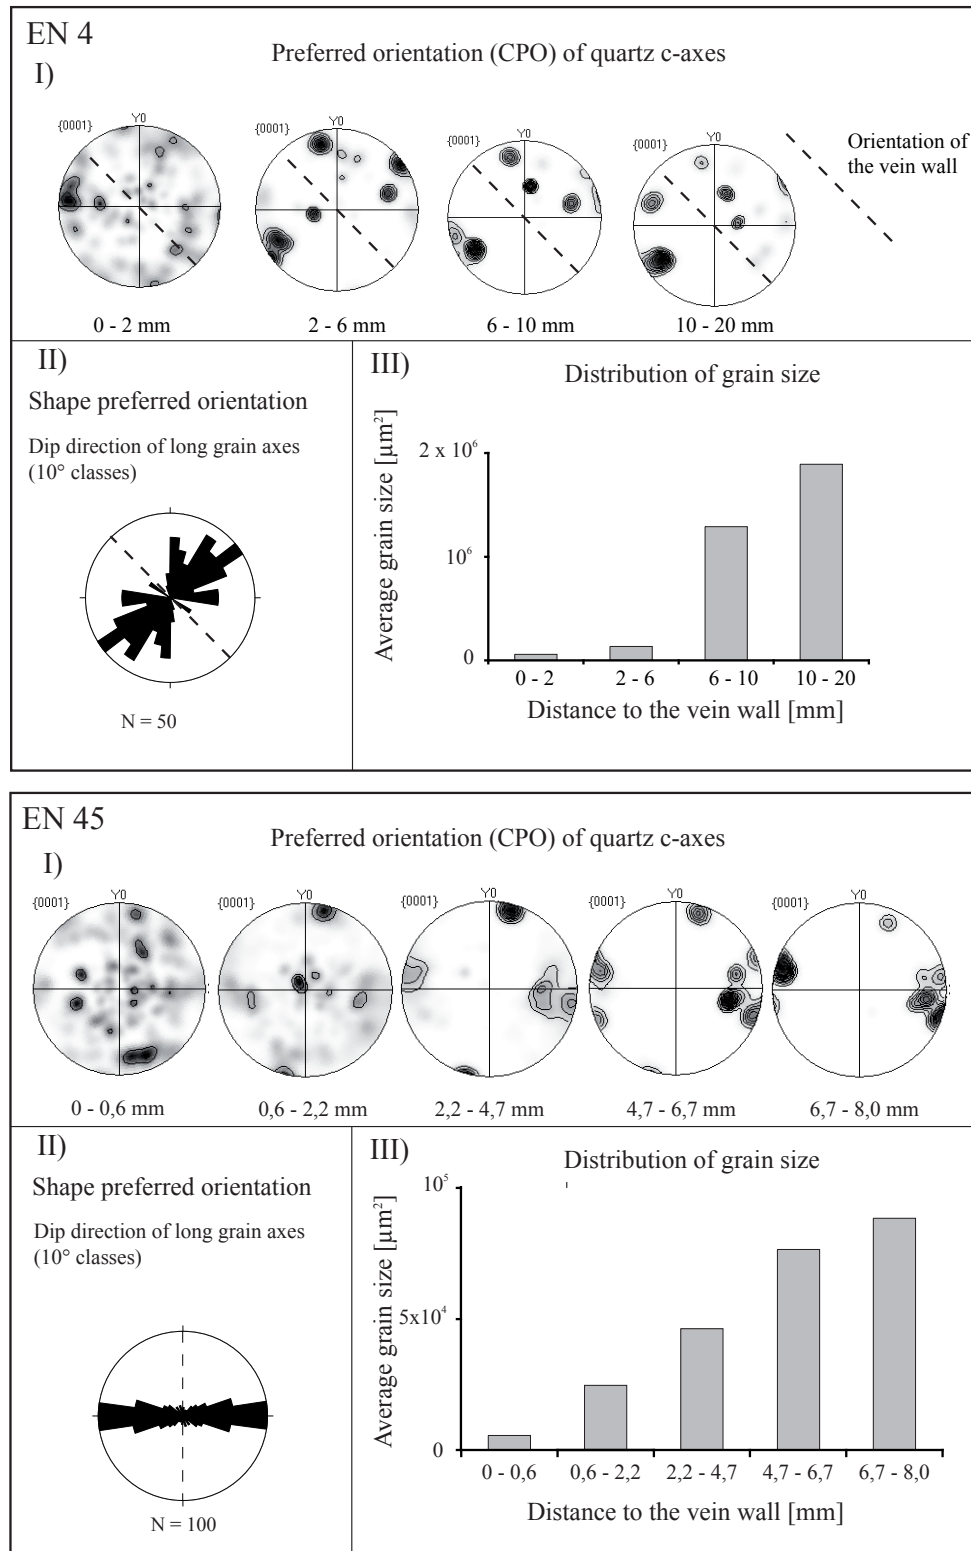 EN 4
Preferred orientation (CPO) of quartz c-axes
I)
{0001} Y0
{0001} Y0
{0001} Y0
{0001} Y0
Orientation of
the vein wall
0 - 2 mm
2 - 6 mm
6 - 10 mm
10 - 20 mm
II)
Shape preferred orientation
Dip direction of long grain axes
(10° classes)
N = 50
III)
Distribution of grain size
Average grain size [µm²]
2 x 10⁶
10⁶
0
0 - 2
2 - 6
6 - 10
10 - 20
Distance to the vein wall [mm]
EN 45
Preferred orientation (CPO) of quartz c-axes
I)
{0001} Y0
{0001} Y0
{0001} Y0
{0001} Y0
{0001} Y0
0 - 0,6 mm
0,6 - 2,2 mm
2,2 - 4,7 mm
4,7 - 6,7 mm
6,7 - 8,0 mm
II)
Shape preferred orientation
Dip direction of long grain axes
(10° classes)
N = 100
III)
Distribution of grain size
Average grain size [µm²]
10⁵
5x10⁴
0
0 - 0,6
0,6 - 2,2
2,2 - 4,7
4,7 - 6,7
6,7 - 8,0
Distance to the vein wall [mm]